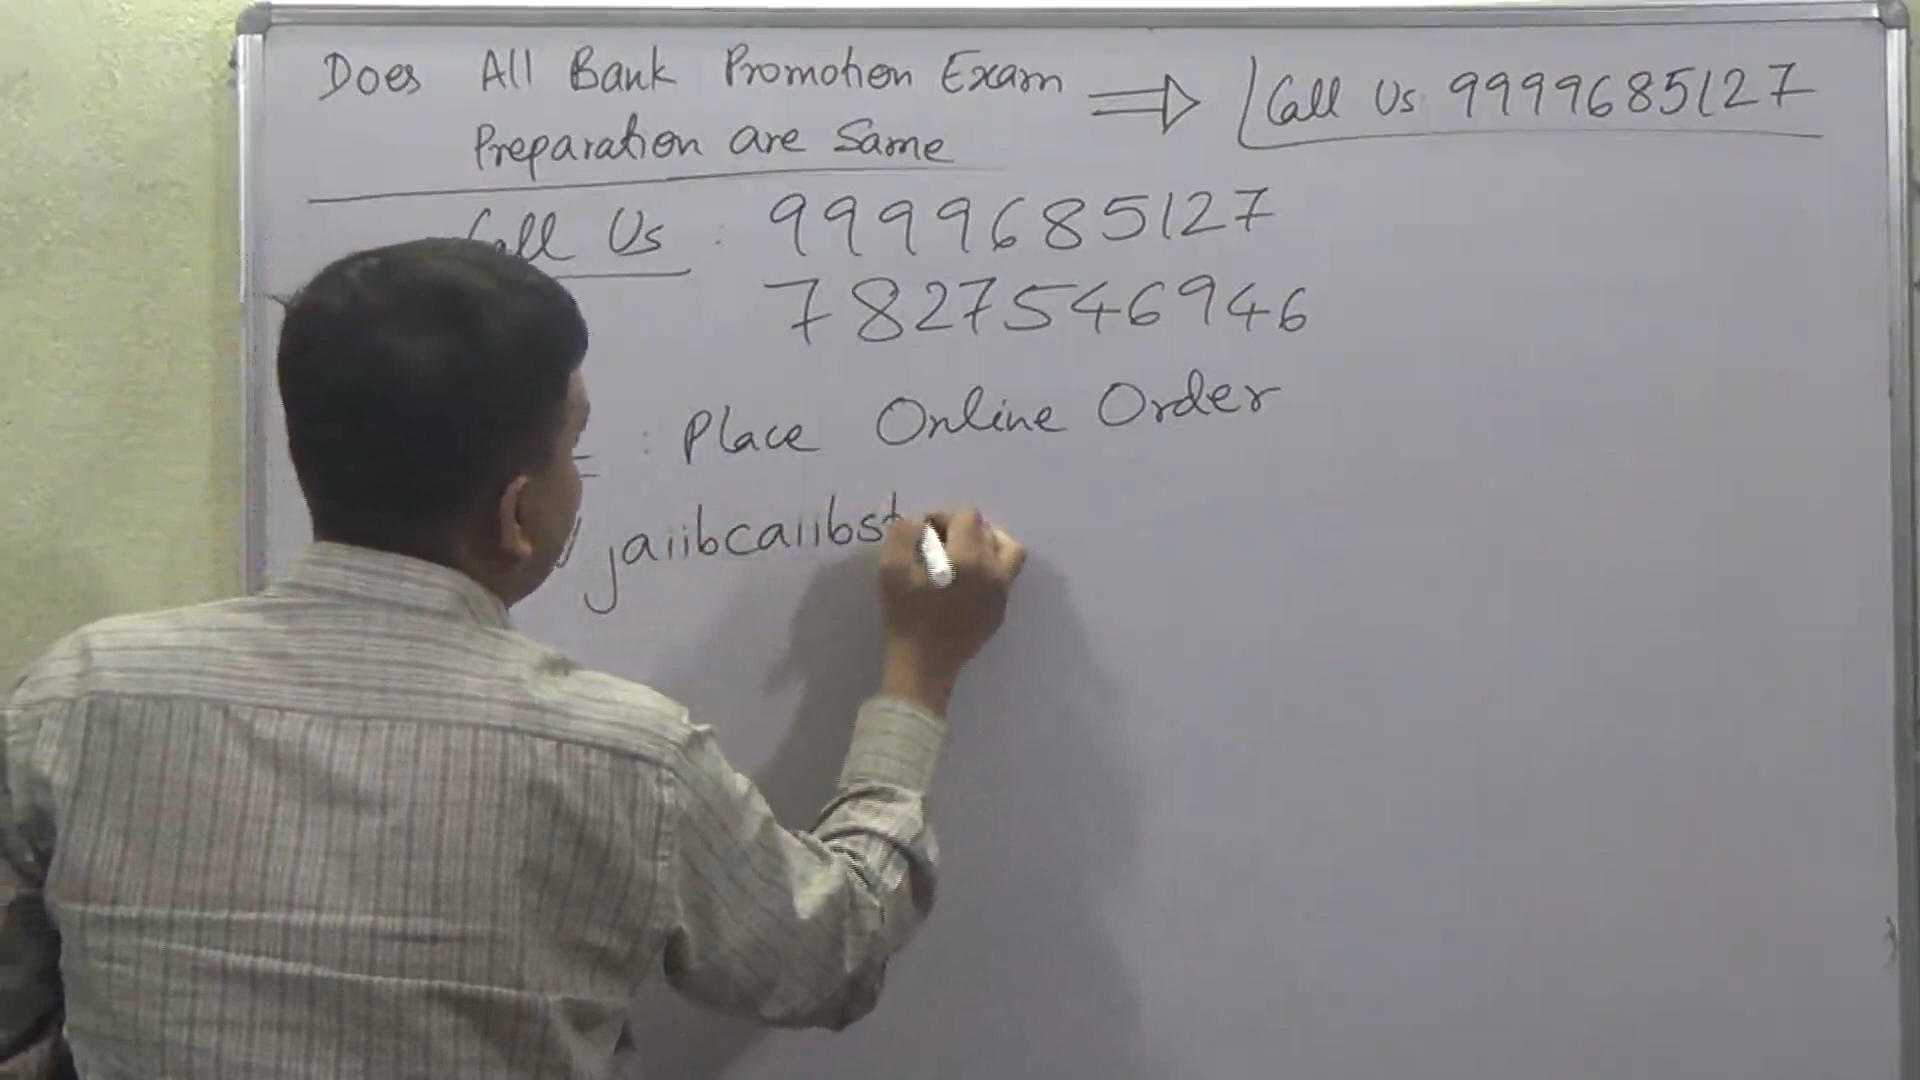 Does All Bank Promotion Exam
Preparation are Same
Call Us 9999685127
Call Us : 9999685127
7827546946
: Place Online Order
jaiibcaiibst